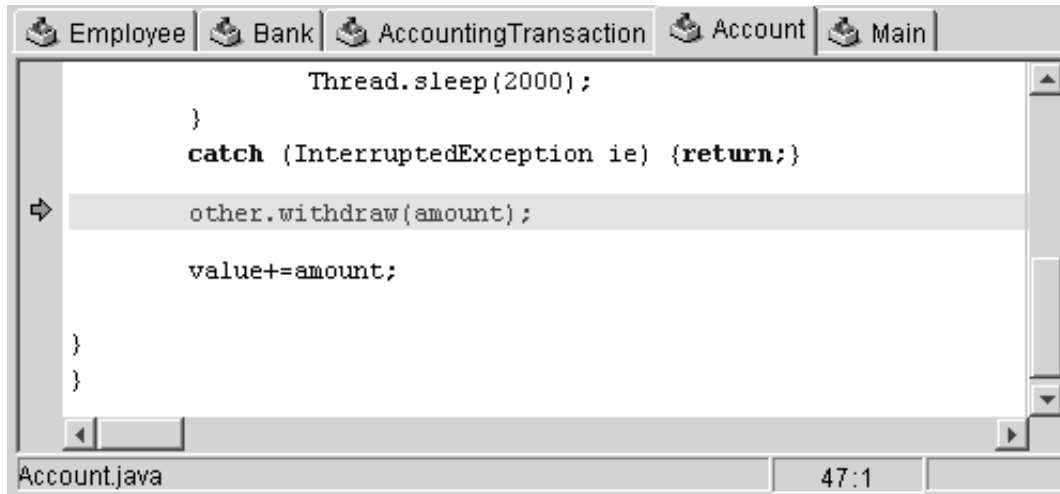 Employee Bank AccountingTransaction Account Main
Thread.sleep(2000);
}
catch (InterruptedException ie) {return;}
other.withdraw(amount);
value+=amount;
}
}
Account.java 47:1